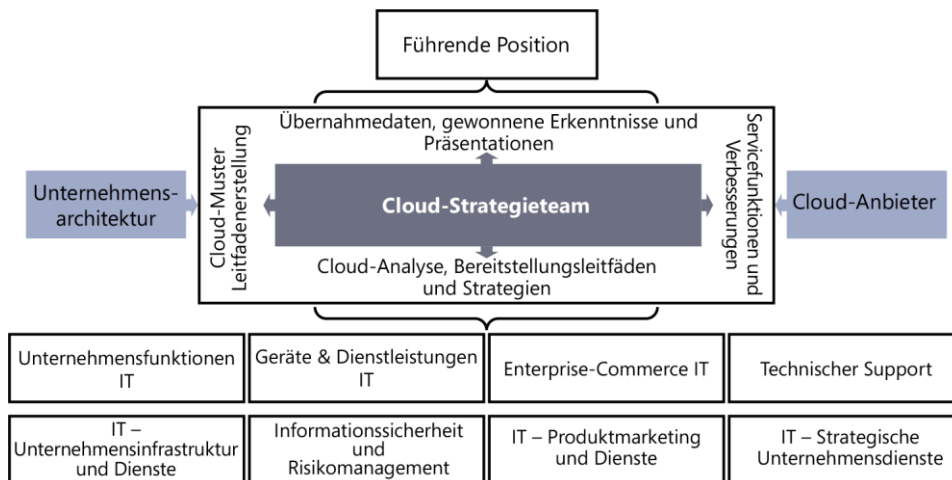 Führende Position
Übernahmedaten, gewonnene Erkenntnisse und
Präsentationen
Unternehmens-
architektur
Cloud-Muster
Leitfadenerstellung
Cloud-Strategieteam
Servicefunktionen und
Verbesserungen
Cloud-Anbieter
Cloud-Analyse, Bereitstellungsleitfäden
und Strategien
Unternehmensfunktionen
IT
Geräte & Dienstleistungen
IT
Enterprise-Commerce IT
Technischer Support
IT –
Unternehmensinfrastruktur
und Dienste
Informationssicherheit
und
Risikomanagement
IT – Produktmarketing
und Dienste
IT – Strategische
Unternehmensdienste